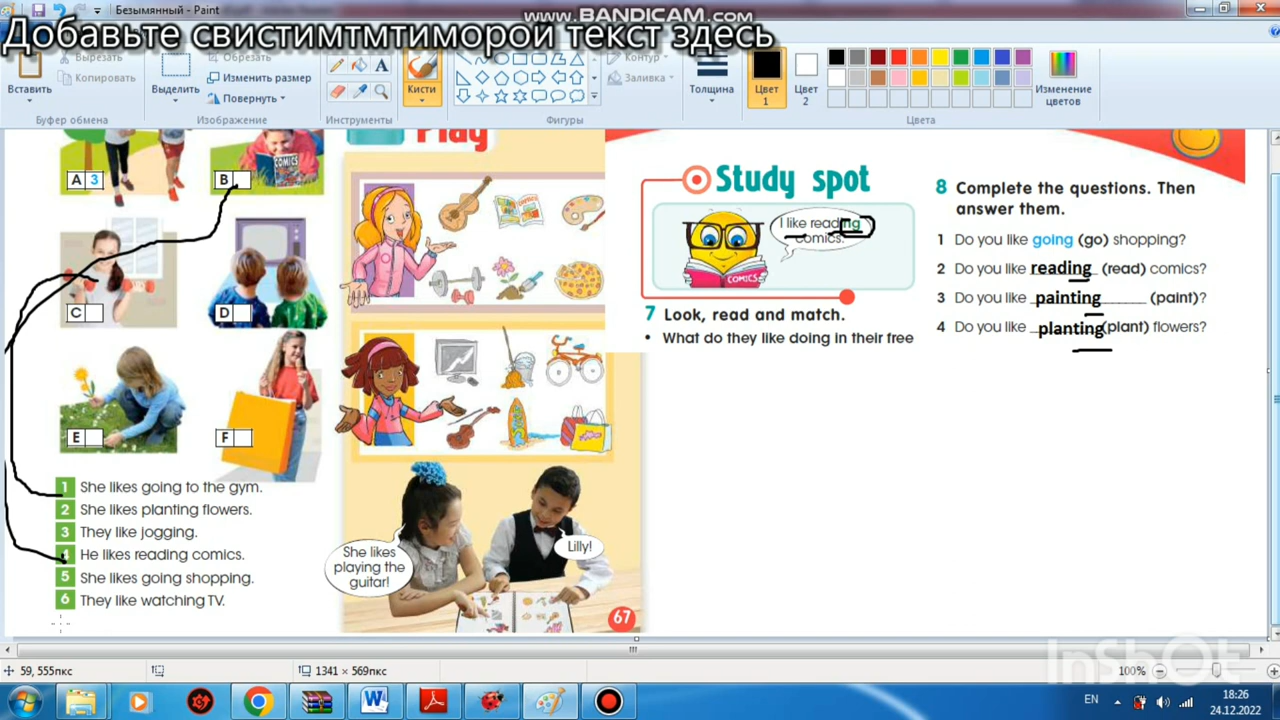 Безымянный - Paint
www.BANDICAM.com
Добавьте свистимтмтиморой текст здесь
Вставить
Вырезать
Копировать
Буфер обмена
Выделить
Обрезать
Изменить размер
Повернуть
Изображение
Инструменты
Кисти
Фигуры
Контур
Заливка
Толщина
Цвет
1
Цвет
2
Изменение
цветов
Цвета
Play
A 3
B
COMICS
C
D
E
F
1 She likes going to the gym.
2 She likes planting flowers.
3 They like jogging.
4 He likes reading comics.
5 She likes going shopping.
6 They like watching TV.
She likes
playing the
guitar!
Lilly!
67
Study spot
I like reading
comics.
COMICS
7 Look, read and match.
• What do they like doing in their free
8 Complete the questions. Then
answer them.
1 Do you like going (go) shopping?
2 Do you like reading (read) comics?
3 Do you like painting (paint)?
4 Do you like planting (plant) flowers?
InShOt
59, 555пкс
1341 × 569пкс
100%
EN
18:26
24.12.2022